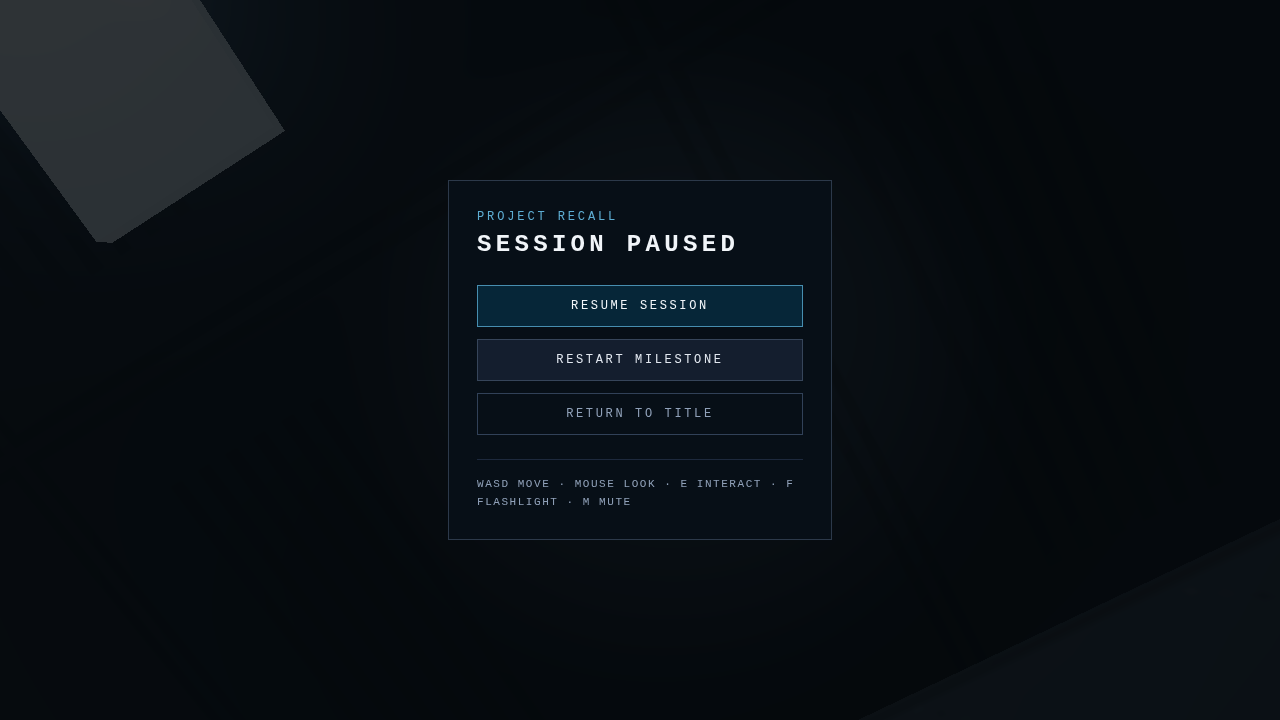 PROJECT RECALL
SESSION PAUSED
RESUME SESSION
RESTART MILESTONE
RETURN TO TITLE
WASD MOVE · MOUSE LOOK · E INTERACT · F
FLASHLIGHT · M MUTE